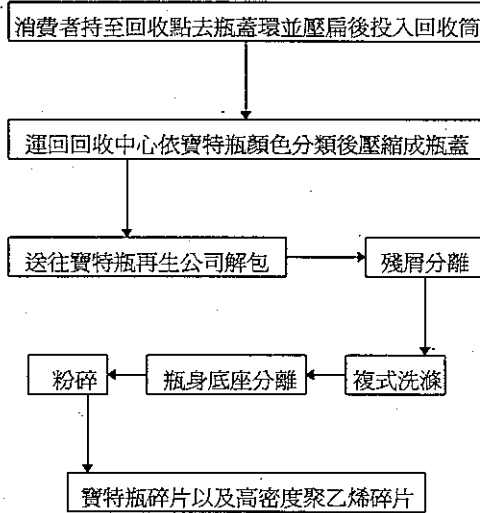 消費者持至回收點去瓶蓋環並壓扁後投入回收筒
運回回收中心依寶特瓶顏色分類後壓縮成瓶蓋
送往寶特瓶再生公司解包
殘屑分離
複式洗滌
瓶身底座分離
粉碎
寶特瓶碎片以及高密度聚乙烯碎片